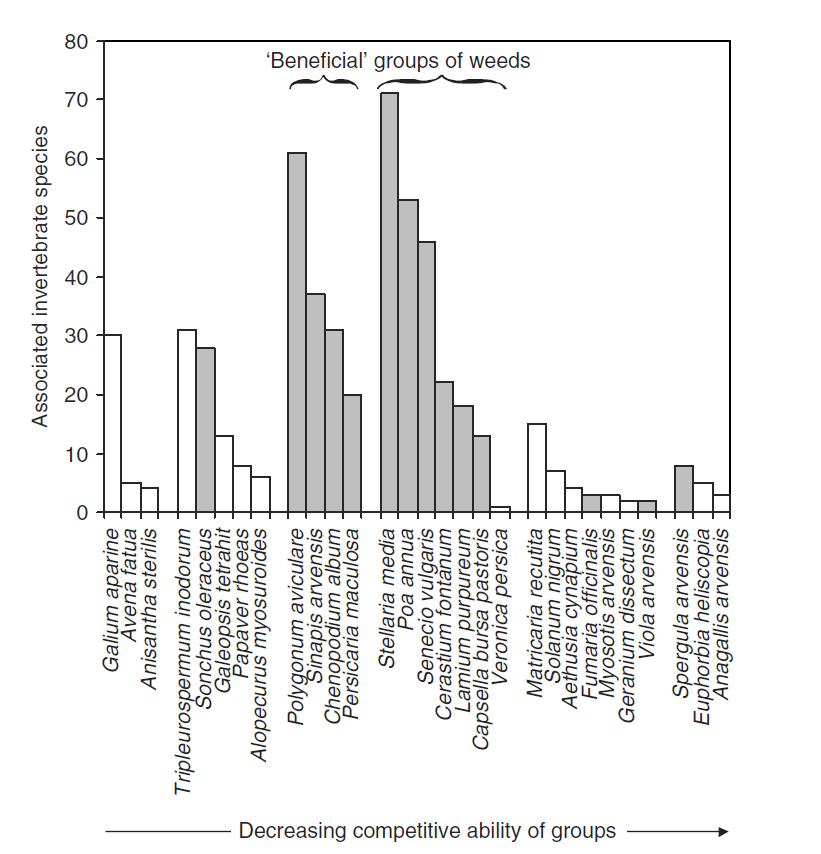 80
‘Beneficial’ groups of weeds
70
60
50
40
30
20
10
0
Associated invertebrate species
Galium aparine
Avena fatua
Anisantha sterilis
Tripleurospermum inodorum
Sonchus oleraceus
Galeopsis tetrahit
Papaver rhoeas
Alopecurus myosuroides
Polygonum aviculare
Sinapis arvensis
Chenopodium album
Persicaria maculosa
Stellaria media
Poa annua
Senecio vulgaris
Cerastium fontanum
Lamium purpureum
Capsella bursa pastoris
Veronica persica
Matricaria recutita
Solanum nigrum
Aethusia cynapium
Fumaria officinalis
Myosotis arvensis
Geranium dissectum
Viola arvensis
Spergula arvensis
Euphorbia heliscopia
Anagallis arvensis
Decreasing competitive ability of groups